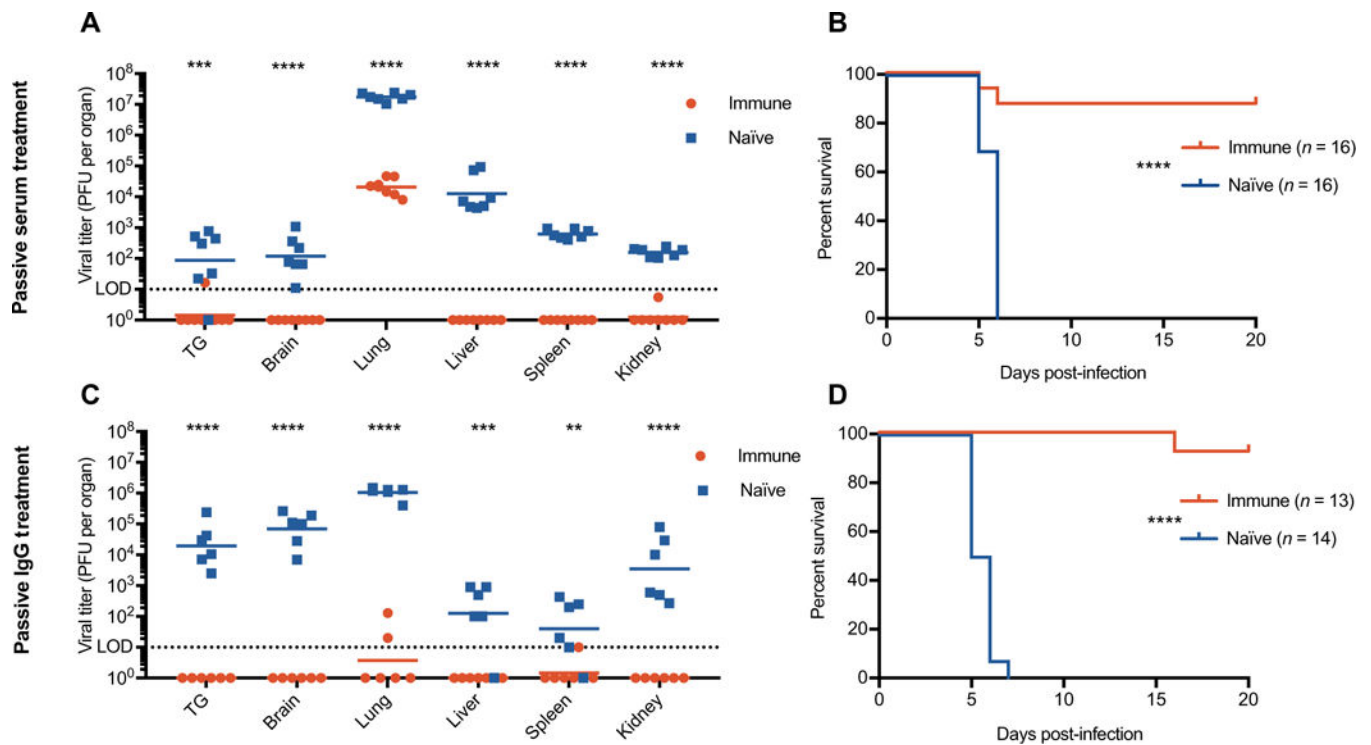 A
Passive serum treatment
Viral titer (PFU per organ)
*** **** **** **** **** ****
10⁸
10⁷
10⁶
10⁵
10⁴
10³
10²
LOD
10⁰
TG Brain Lung Liver Spleen Kidney
Immune
Naïve
B
Percent survival
100
80
60
40
20
0
0 5 10 15 20
Days post-infection
Immune (n = 16)
****
Naïve (n = 16)
C
Passive IgG treatment
Viral titer (PFU per organ)
**** **** **** *** ** ****
10⁸
10⁷
10⁶
10⁵
10⁴
10³
10²
LOD
10⁰
TG Brain Lung Liver Spleen Kidney
Immune
Naïve
D
Percent survival
100
80
60
40
20
0
0 5 10 15 20
Days post-infection
Immune (n = 13)
****
Naïve (n = 14)